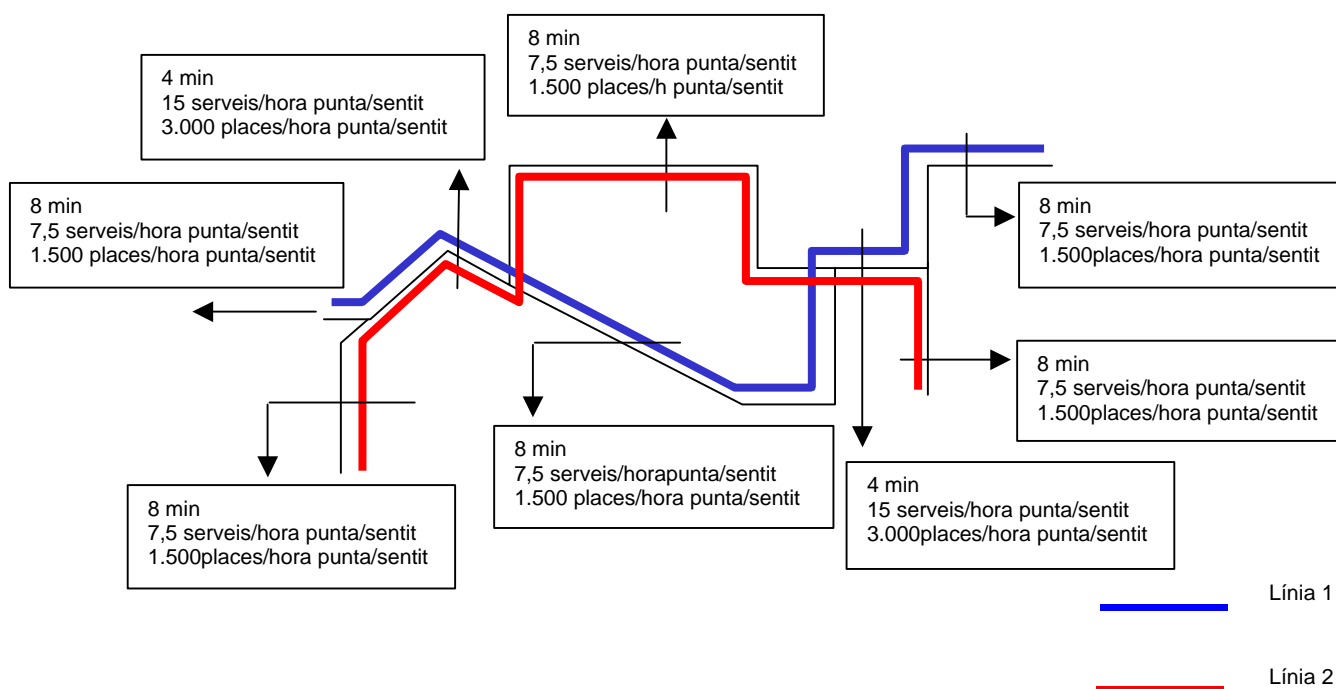 8 min
7,5 serveis/hora punta/sentit
1.500 places/h punta/sentit
4 min
15 serveis/hora punta/sentit
3.000 places/hora punta/sentit
8 min
7,5 serveis/hora punta/sentit
1.500 places/hora punta/sentit
8 min
7,5 serveis/hora punta/sentit
1.500places/hora punta/sentit
8 min
7,5 serveis/hora punta/sentit
1.500places/hora punta/sentit
8 min
7,5 serveis/horapunta/sentit
1.500 places/hora punta/sentit
4 min
15 serveis/hora punta/sentit
3.000places/hora punta/sentit
8 min
7,5 serveis/hora punta/sentit
1.500places/hora punta/sentit
Línia 1
Línia 2